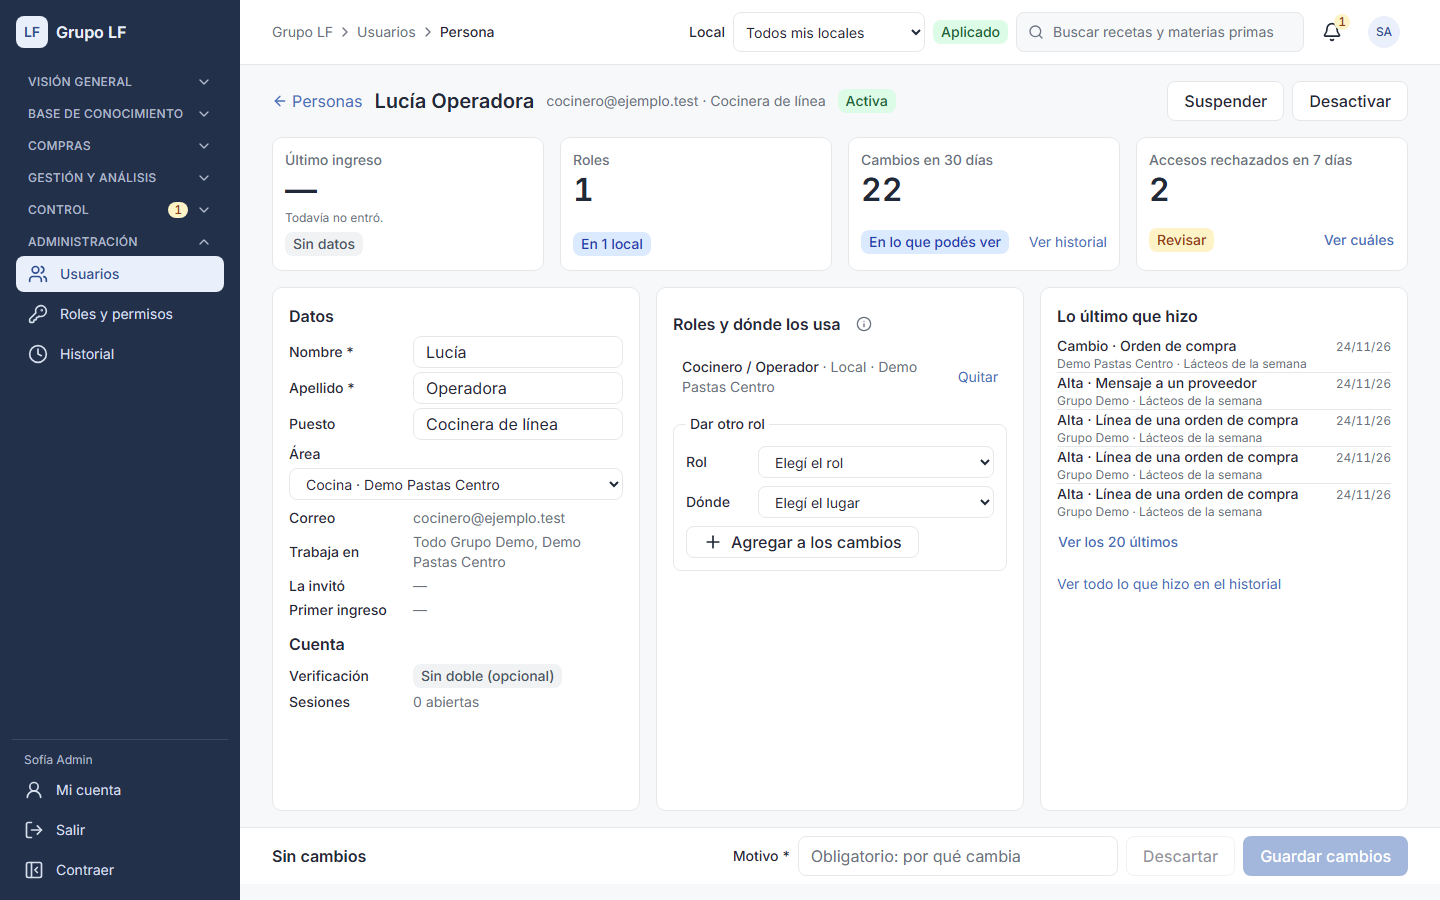 LF Grupo LF
VISIÓN GENERAL
BASE DE CONOCIMIENTO
COMPRAS
GESTIÓN Y ANÁLISIS
CONTROL 1
ADMINISTRACIÓN
Usuarios
Roles y permisos
Historial
Sofía Admin
Mi cuenta
Salir
Contraer
Grupo LF > Usuarios > Persona
Local Todos mis locales Aplicado Buscar recetas y materias primas 1 SA
← Personas Lucía Operadora cocinero@ejemplo.test · Cocinera de línea Activa Suspender Desactivar
Último ingreso
—
Todavía no entró.
Sin datos
Roles
1
En 1 local
Cambios en 30 días
22
En lo que podés ver Ver historial
Accesos rechazados en 7 días
2
Revisar Ver cuáles
Datos
Nombre * Lucía
Apellido * Operadora
Puesto Cocinera de línea
Área
Cocina · Demo Pastas Centro
Correo cocinero@ejemplo.test
Trabaja en Todo Grupo Demo, Demo
Pastas Centro
La invitó —
Primer ingreso —
Cuenta
Verificación Sin doble (opcional)
Sesiones 0 abiertas
Roles y dónde los usa
Cocinero / Operador · Local · Demo
Pastas Centro Quitar
Dar otro rol
Rol Elegí el rol
Dónde Elegí el lugar
+ Agregar a los cambios
Lo último que hizo
Cambio · Orden de compra 24/11/26
Demo Pastas Centro · Lácteos de la semana
Alta · Mensaje a un proveedor 24/11/26
Grupo Demo · Lácteos de la semana
Alta · Línea de una orden de compra 24/11/26
Grupo Demo · Lácteos de la semana
Alta · Línea de una orden de compra 24/11/26
Grupo Demo · Lácteos de la semana
Alta · Línea de una orden de compra 24/11/26
Grupo Demo · Lácteos de la semana
Ver los 20 últimos
Ver todo lo que hizo en el historial
Sin cambios Motivo * Obligatorio: por qué cambia Descartar Guardar cambios